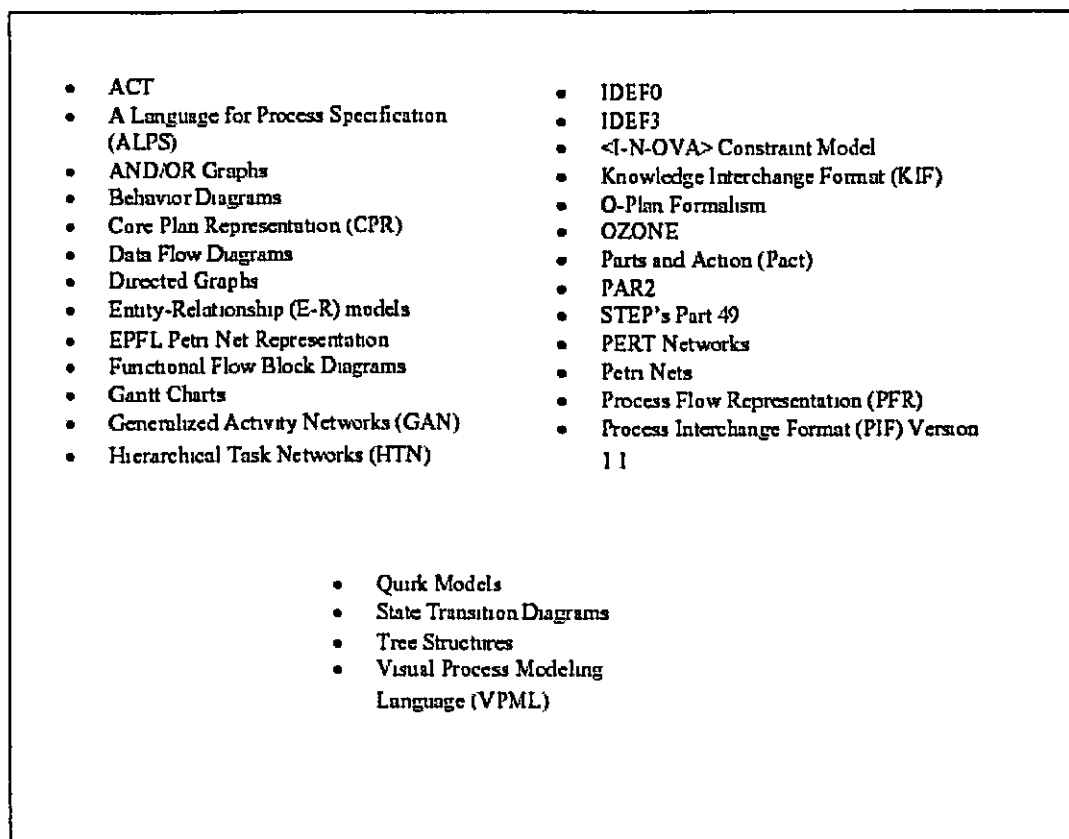 • ACT
• A Language for Process Specification
(ALPS)
• AND/OR Graphs
• Behavior Diagrams
• Core Plan Representation (CPR)
• Data Flow Diagrams
• Directed Graphs
• Entity-Relationship (E-R) models
• EPFL Petri Net Representation
• Functional Flow Block Diagrams
• Gantt Charts
• Generalized Activity Networks (GAN)
• Hierarchical Task Networks (HTN)
• IDEF0
• IDEF3
• <I-N-OVA> Constraint Model
• Knowledge Interchange Format (KIF)
• O-Plan Formalism
• OZONE
• Parts and Action (Pact)
• PAR2
• STEP's Part 49
• PERT Networks
• Petri Nets
• Process Flow Representation (PFR)
• Process Interchange Format (PIF) Version
1 1
• Quirk Models
• State Transition Diagrams
• Tree Structures
• Visual Process Modeling
Language (VPML)